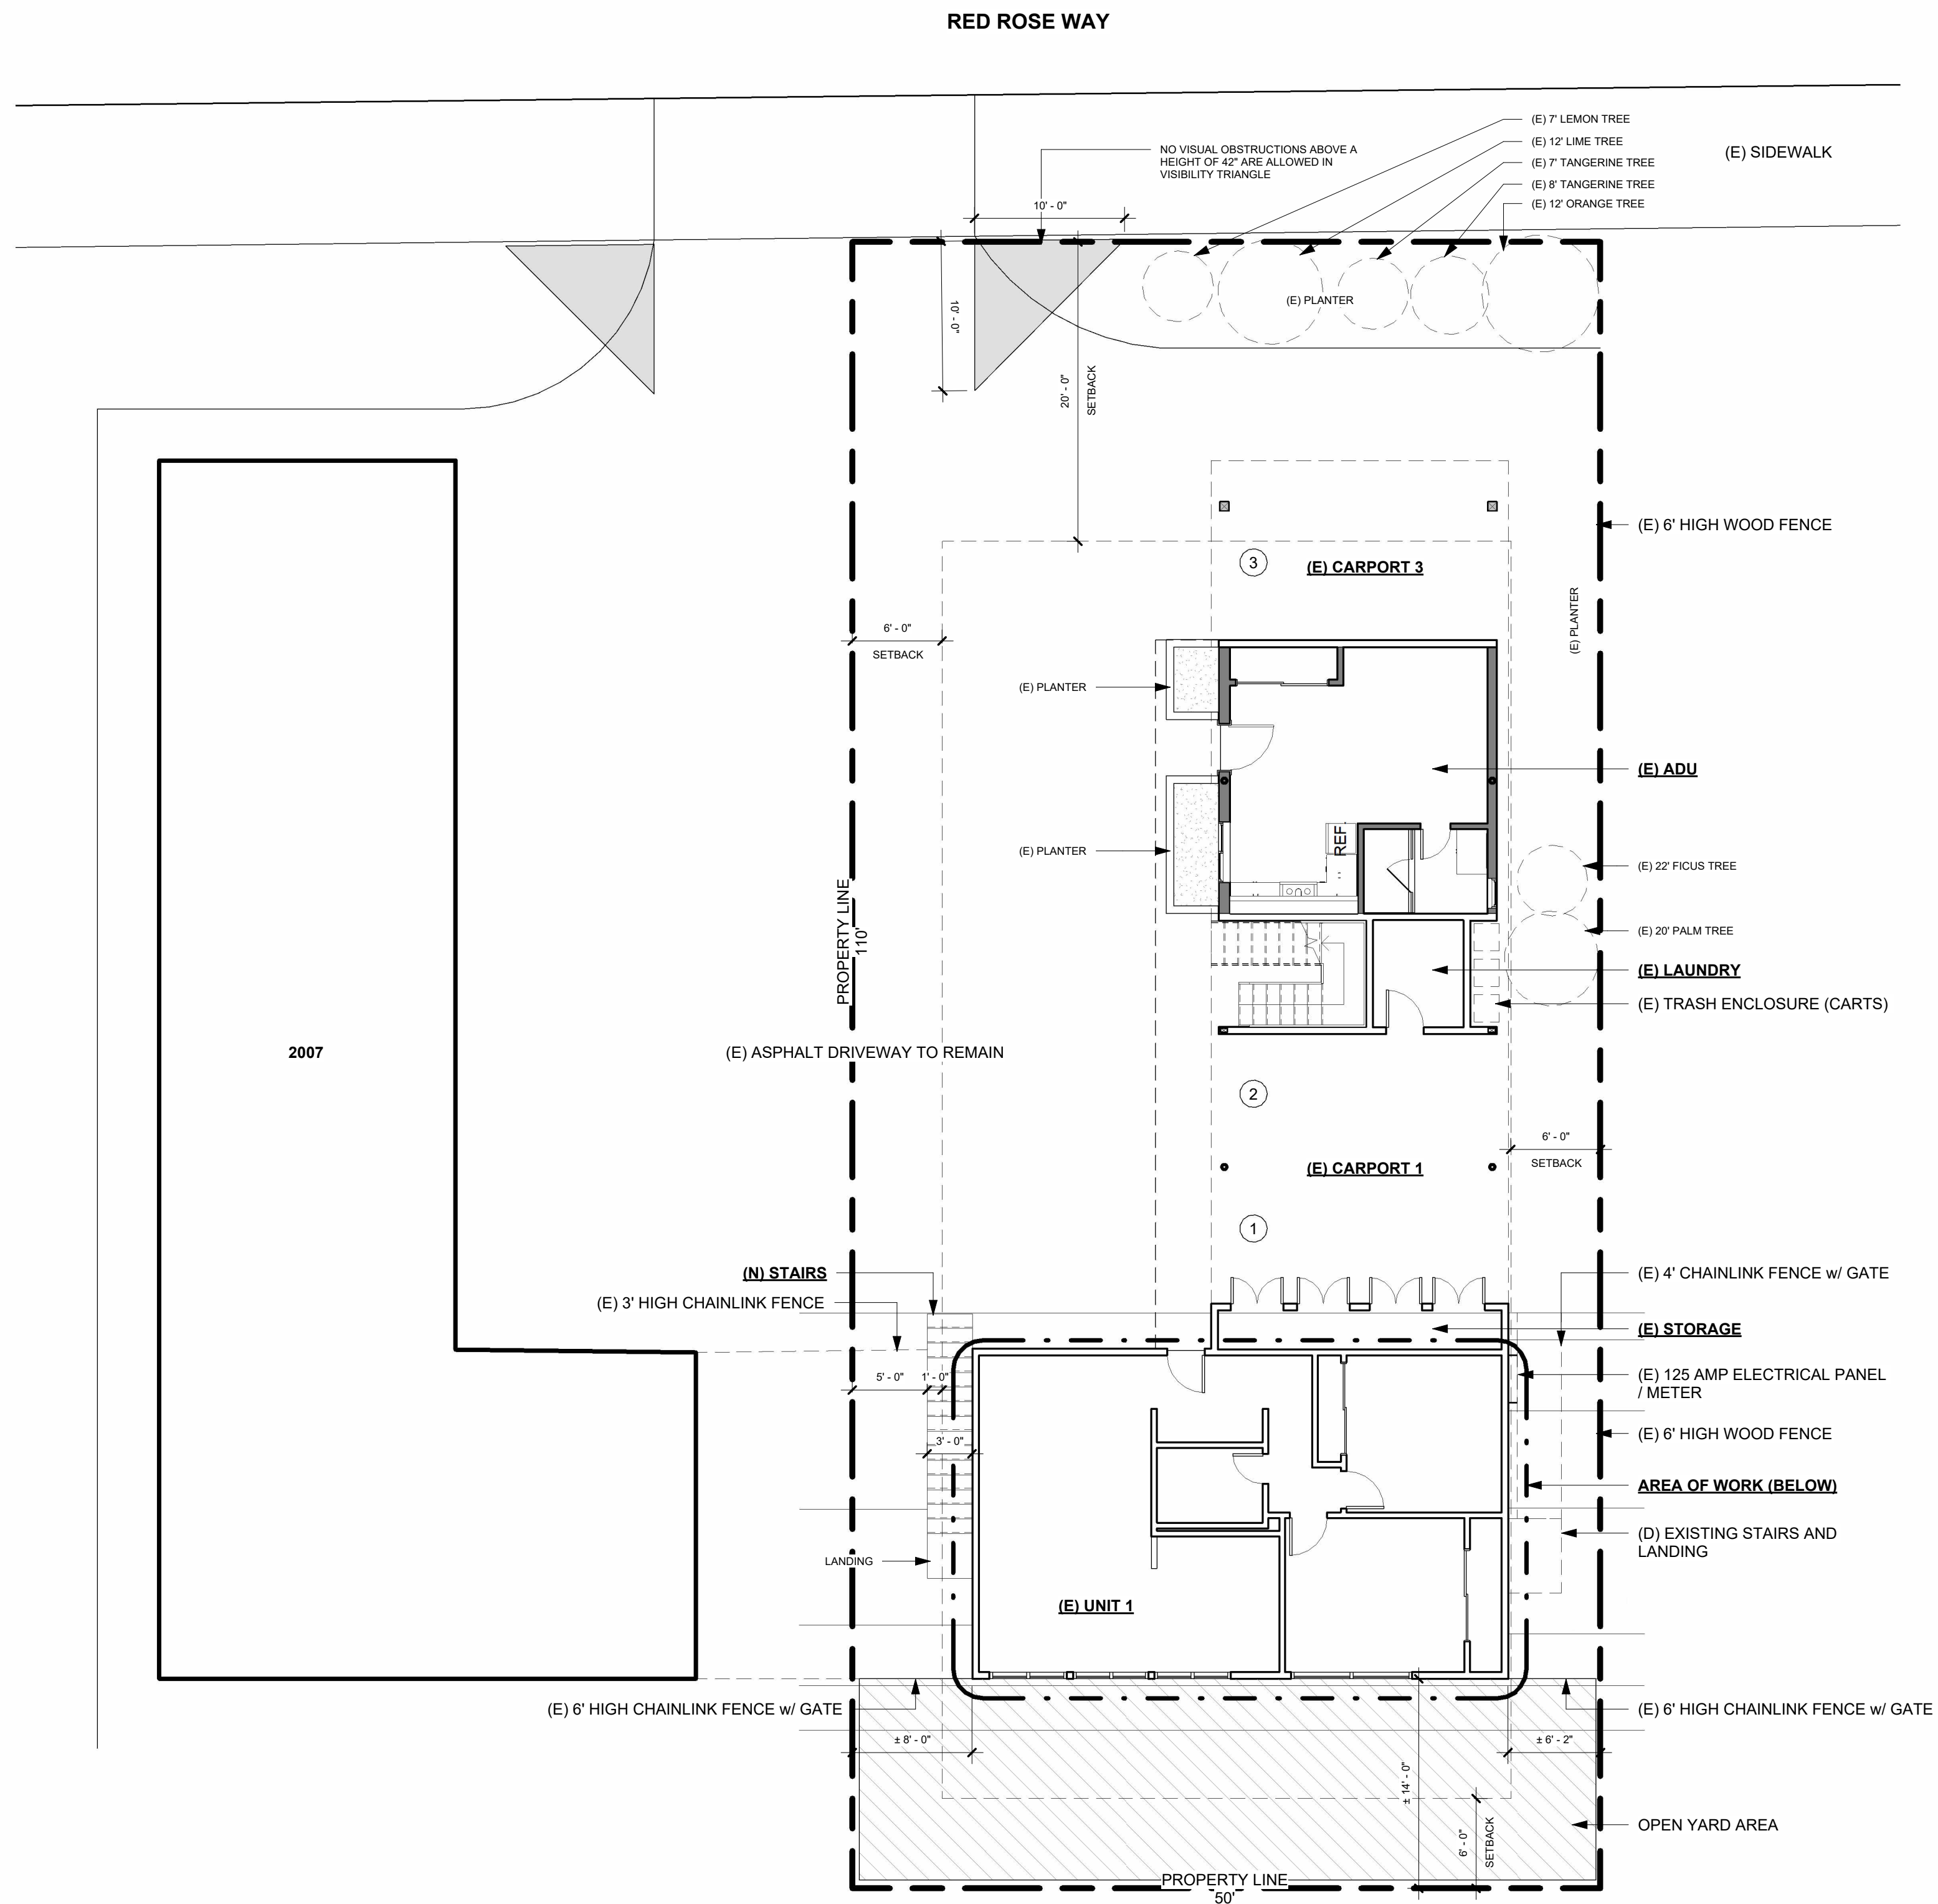 RED ROSE WAY
(E) 7' LEMON TREE
(E) 12' LIME TREE
(E) 7' TANGERINE TREE
(E) 8' TANGERINE TREE
(E) 12' ORANGE TREE
(E) SIDEWALK
NO VISUAL OBSTRUCTIONS ABOVE A
HEIGHT OF 42" ARE ALLOWED IN
VISIBILITY TRIANGLE
10' - 0"
10' - 0"
(E) PLANTER
20' - 0"
SETBACK
(E) 6' HIGH WOOD FENCE
3
(E) CARPORT 3
(E) PLANTER
6' - 0"
SETBACK
(E) PLANTER
(E) ADU
REF.
(E) PLANTER
(E) 22' FICUS TREE
PROPERTY LINE
110'
(E) 20' PALM TREE
(E) LAUNDRY
(E) TRASH ENCLOSURE (CARTS)
2007
(E) ASPHALT DRIVEWAY TO REMAIN
2
6' - 0"
SETBACK
(E) CARPORT 1
1
(N) STAIRS
(E) 3' HIGH CHAINLINK FENCE
(E) 4' CHAINLINK FENCE w/ GATE
(E) STORAGE
5' - 0"
1' - 0"
(E) 125 AMP ELECTRICAL PANEL
/ METER
3' - 0"
(E) 6' HIGH WOOD FENCE
AREA OF WORK (BELOW)
(D) EXISTING STAIRS AND
LANDING
LANDING
(E) UNIT 1
(E) 6' HIGH CHAINLINK FENCE w/ GATE
(E) 6' HIGH CHAINLINK FENCE w/ GATE
± 8' - 0"
± 6' - 2"
± 14' - 0"
6' - 0"
SETBACK
OPEN YARD AREA
PROPERTY LINE
50'